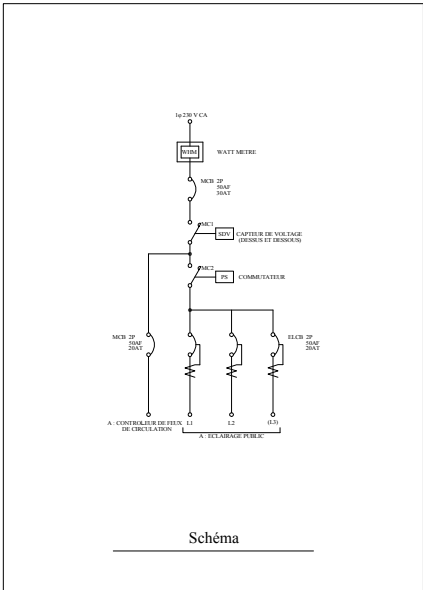 1φ 230 V CA
WHM
WATT METRE
MCB 2P
50AF
30AT
MC1
SDV
CAPTEUR DE VOLTAGE
(DESSUS ET DESSOUS)
MC2
PS
COMMUTATEUR
MCB 2P
50AF
20AT
ELCB 2P
50AF
20AT
A : CONTROLEUR DE FEUX
DE CIRCULATION
L1
L2
(L3)
A : ECLAIRAGE PUBLIC
Schéma